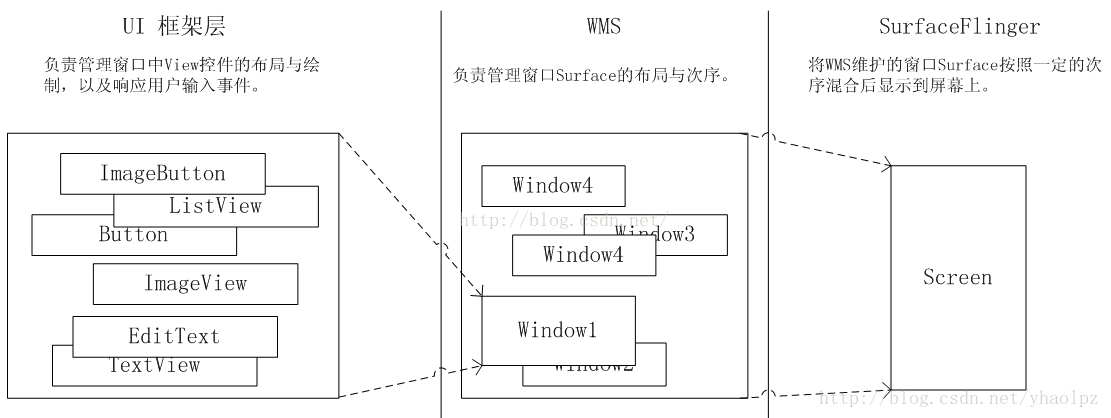 UI 框架层
负责管理窗口中View控件的布局与绘
制，以及响应用户输入事件。
ImageButton
ListView
Button
ImageView
EditText
TextView
WMS
负责管理窗口Surface的布局与次序。
Window4
http://blog.csdn.net/
Window3
Window4
Window1
Window2
SurfaceFlinger
将WMS维护的窗口Surface按照一定的次
序混合后显示到屏幕上。
Screen
http://blog.csdn.net/yhaolpz